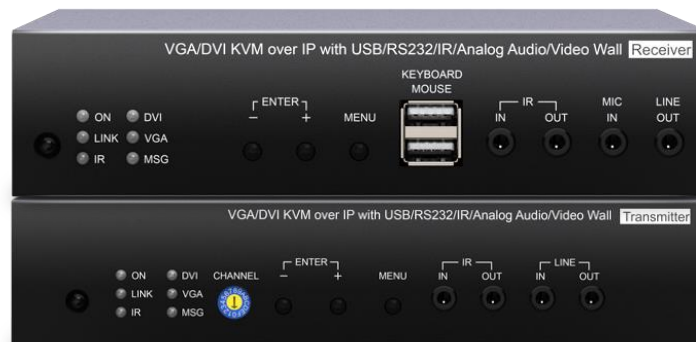 VGA/DVI KVM over IP with USB/RS232/IR/Analog Audio/Video Wall Receiver
KEYBOARD
MOUSE
ENTER
IR
MIC
LINE
ON DVI
− + MENU
IN OUT IN OUT
LINK VGA
IR MSG
VGA/DVI KVM over IP with USB/RS232/IR/Analog Audio/Video Wall Transmitter
ENTER
IR
LINE
ON DVI CHANNEL − + MENU IN OUT IN OUT
LINK VGA
IR MSG